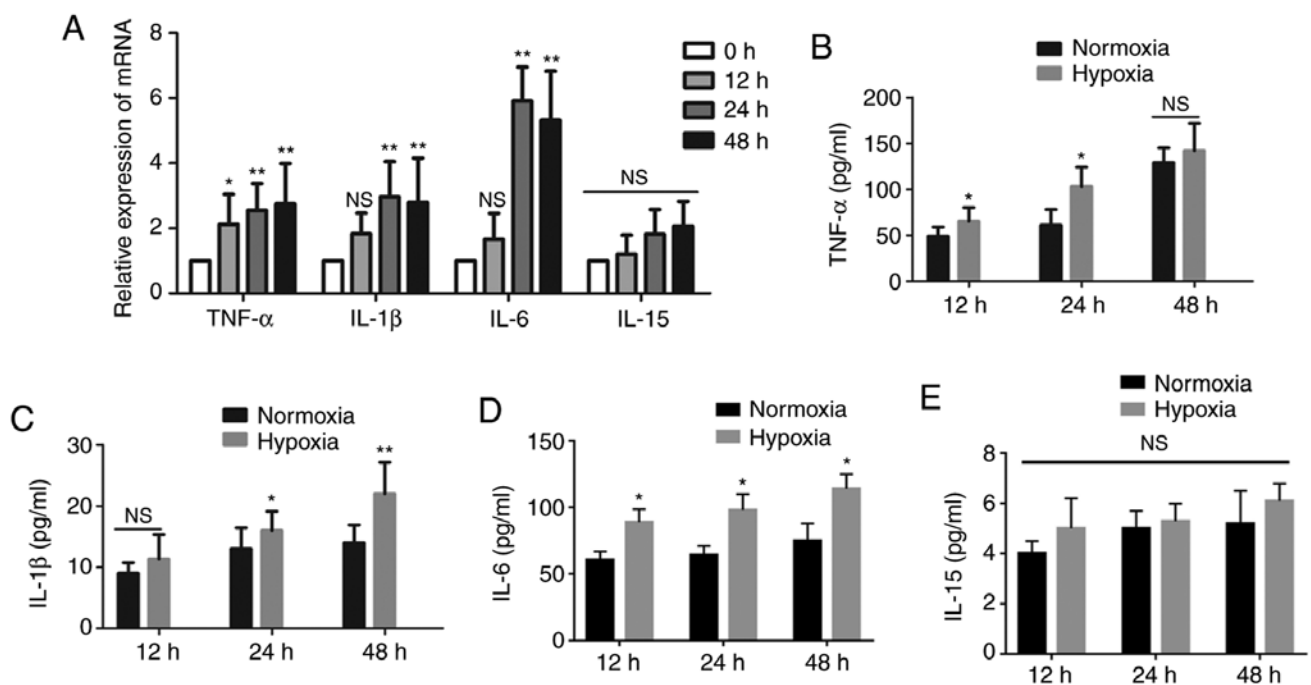 A
Relative expression of mRNA
8
6
4
2
0
* ** **
NS ** **
NS ** **
NS
0 h
12 h
24 h
48 h
TNF-α IL-1β IL-6 IL-15
B
Normoxia
Hypoxia
TNF-α (pg/ml)
200
150
100
50
0
*
*
NS
12 h 24 h 48 h
C
Normoxia
Hypoxia
IL-1β (pg/ml)
30
20
10
0
NS
*
**
12 h 24 h 48 h
D
Normoxia
Hypoxia
IL-6 (pg/ml)
150
100
50
0
*
*
*
12 h 24 h 48 h
E
Normoxia
Hypoxia
IL-15 (pg/ml)
8
6
4
2
0
NS
12 h 24 h 48 h